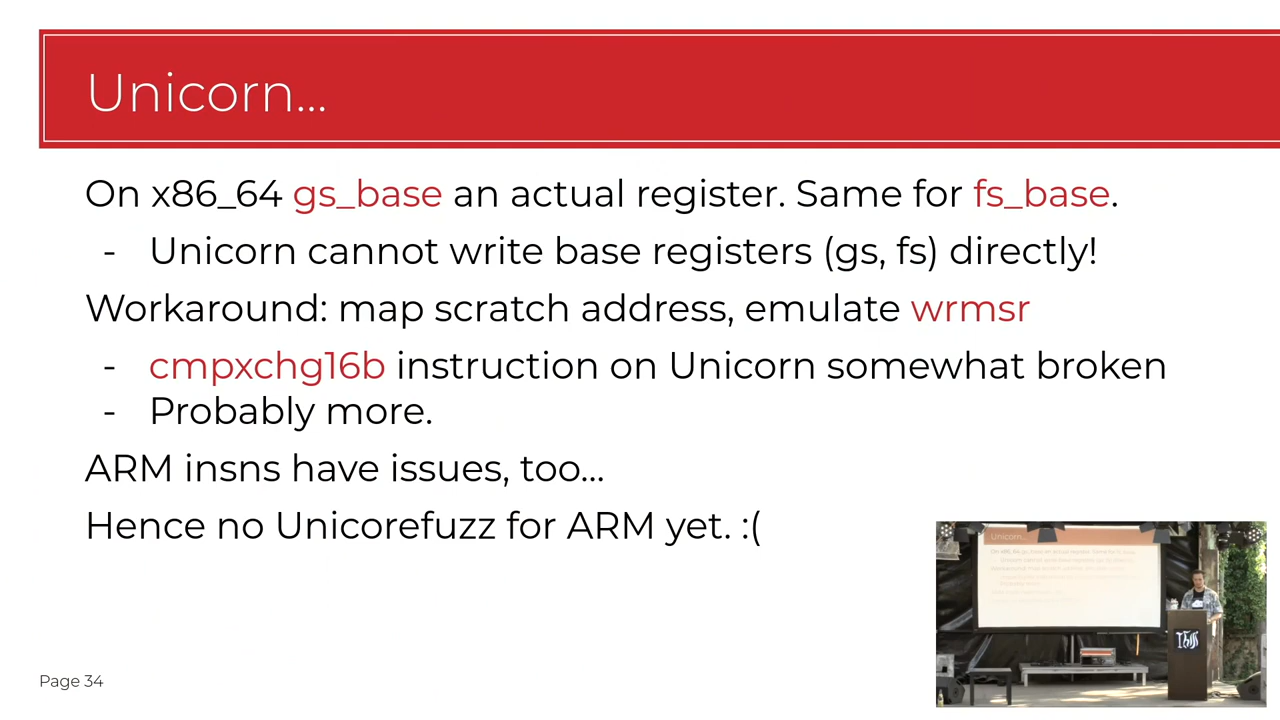 Unicorn...
On x86_64 gs_base an actual register. Same for fs_base.
- Unicorn cannot write base registers (gs, fs) directly!
Workaround: map scratch address, emulate wrmsr
- cmpxchg16b instruction on Unicorn somewhat broken
- Probably more.
ARM insns have issues, too...
Hence no Unicorefuzz for ARM yet. :(
Page 34
Unicorn...